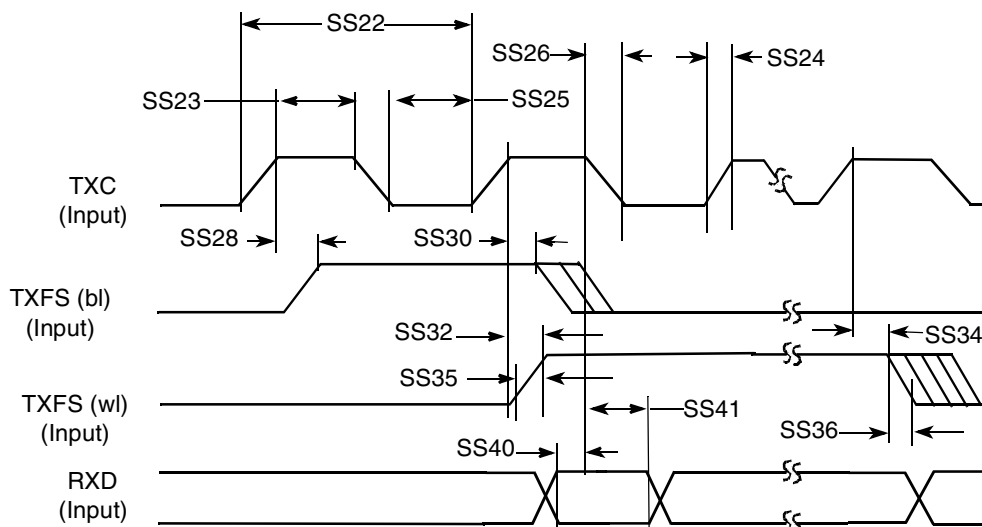 SS22
SS26
SS24
SS23
SS25
TXC
(Input)
SS28
SS30
TXFS (bl)
(Input)
SS32
SS34
SS35
TXFS (wl)
(Input)
SS41
SS36
SS40
RXD
(Input)